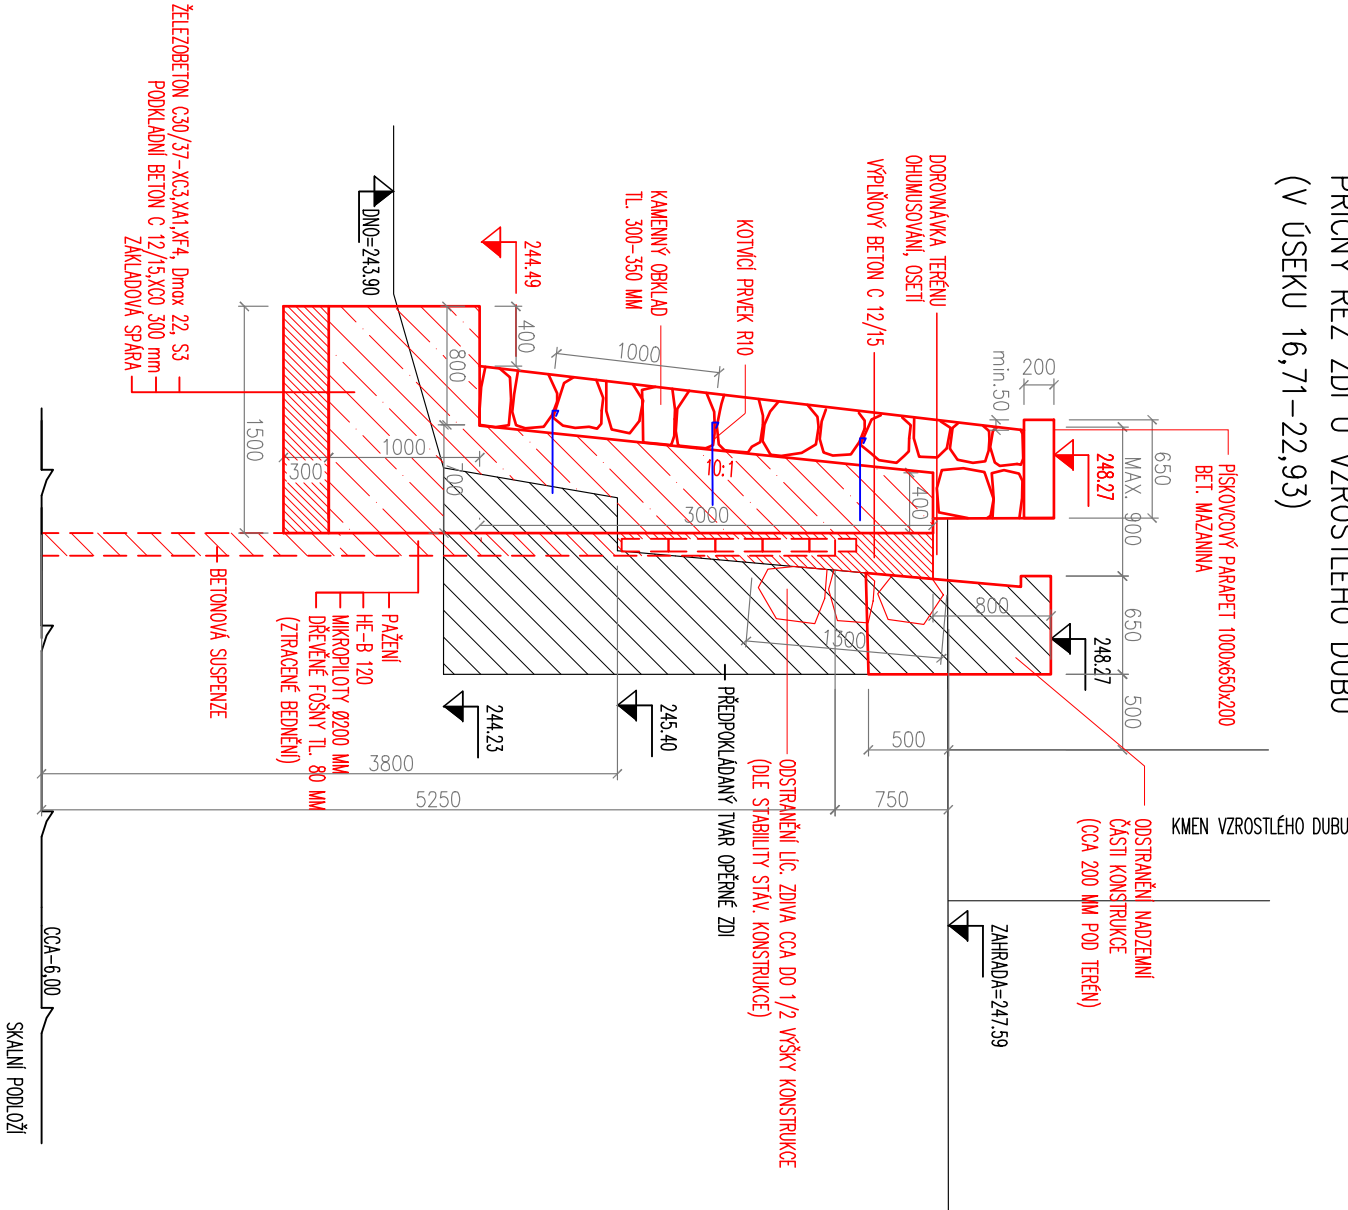 PŘÍČNÝ ŘEZ ZDI U VZROSTLÉHO DUBU
(V ÚSEKU 16,71-22,93)
PÍSKOVCOVÝ PARAPET 1000x650x200
BET. MAZANINA
650
MAX. 900
650
500
200
min.50
248.27
248.27
800
KMEN VZROSTLÉHO DUBU
ODSTRANĚNÍ NADZEMNÍ
ČÁSTI KONSTRUKCE
(CCA 200 MM POD TERÉN)
ZAHRADA=247.59
DOROVNÁVKA TERÉNU
OHUMUSOVÁNÍ, OSETÍ
VÝPLŇOVÝ BETON C 12/15
KOTVÍCÍ PRVEK R10
KAMENNÝ OBKLAD
TL. 300-350 MM
1000
10:1
400
3000
1300
500
750
ODSTRANĚNÍ LÍC. ZDIVA CCA DO 1/2 VÝŠKY KONSTRUKCE
(DLE STABILITY STÁV. KONSTRUKCE)
PŘEDPOKLÁDANÝ TVAR OPĚRNÉ ZDI
245.40
244.23
244.49
400
800
700
1000
300
1500
DNO=243.90
ŽELEZOBETON C30/37-XC3,XA1,XF4, Dmax 22, S3
PODKLADNÍ BETON C 12/15,XC0 300 mm
ZÁKLADOVÁ SPÁRA
PAŽENÍ
HE-B 120
MIKROPILOTY Ø200 MM
DŘEVĚNÉ FOŠNY TL. 80 MM
(ZTRACENÉ BEDNĚNÍ)
BETONOVÁ SUSPENZE
3800
5250
CCA-6,00
SKALNÍ PODLOŽÍ